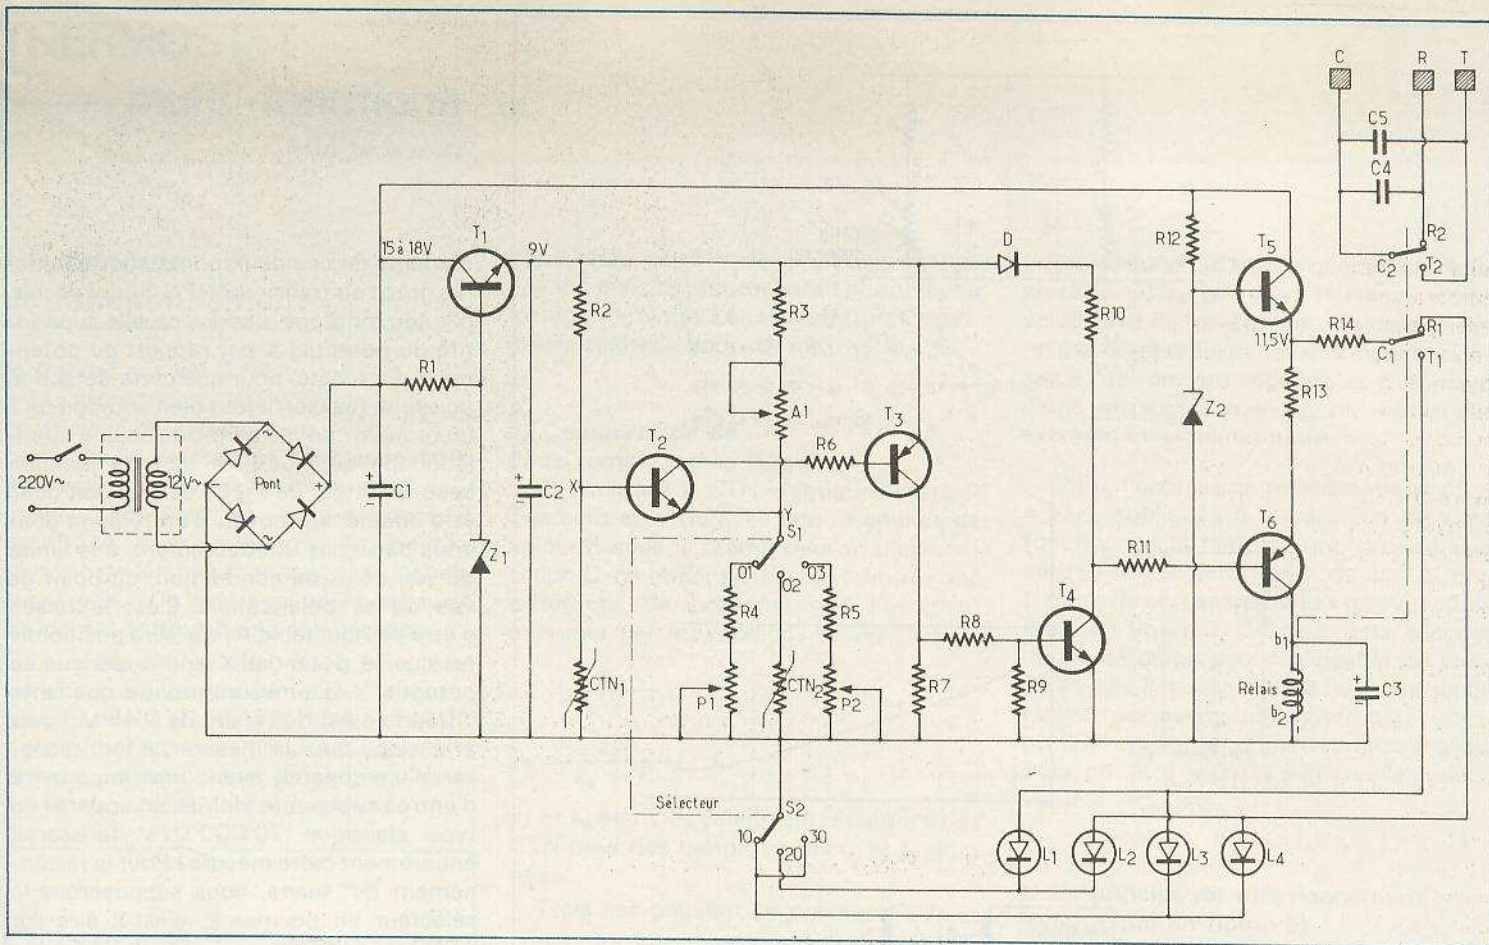 C R T
C5
C4
R2
C2 T2
R1
C1 T1
15 à 18V T1 9V
D
R12 T5
R2 R3 R10
11,5V R14
R1
A1 R13
Z2
T3
T2 R6
I
220V~ 12V~ ~ Pont ~ - +
+ C1 - + C2 - X
Y
S1
Z1
01 02 03
R11 T6
T4
R4 R5 R8
b1
CTN1 P1 CTN2 P2 R7 R9 Relais b2 + C3 -
Sélecteur S2
10 20 30
L1 L2 L3 L4